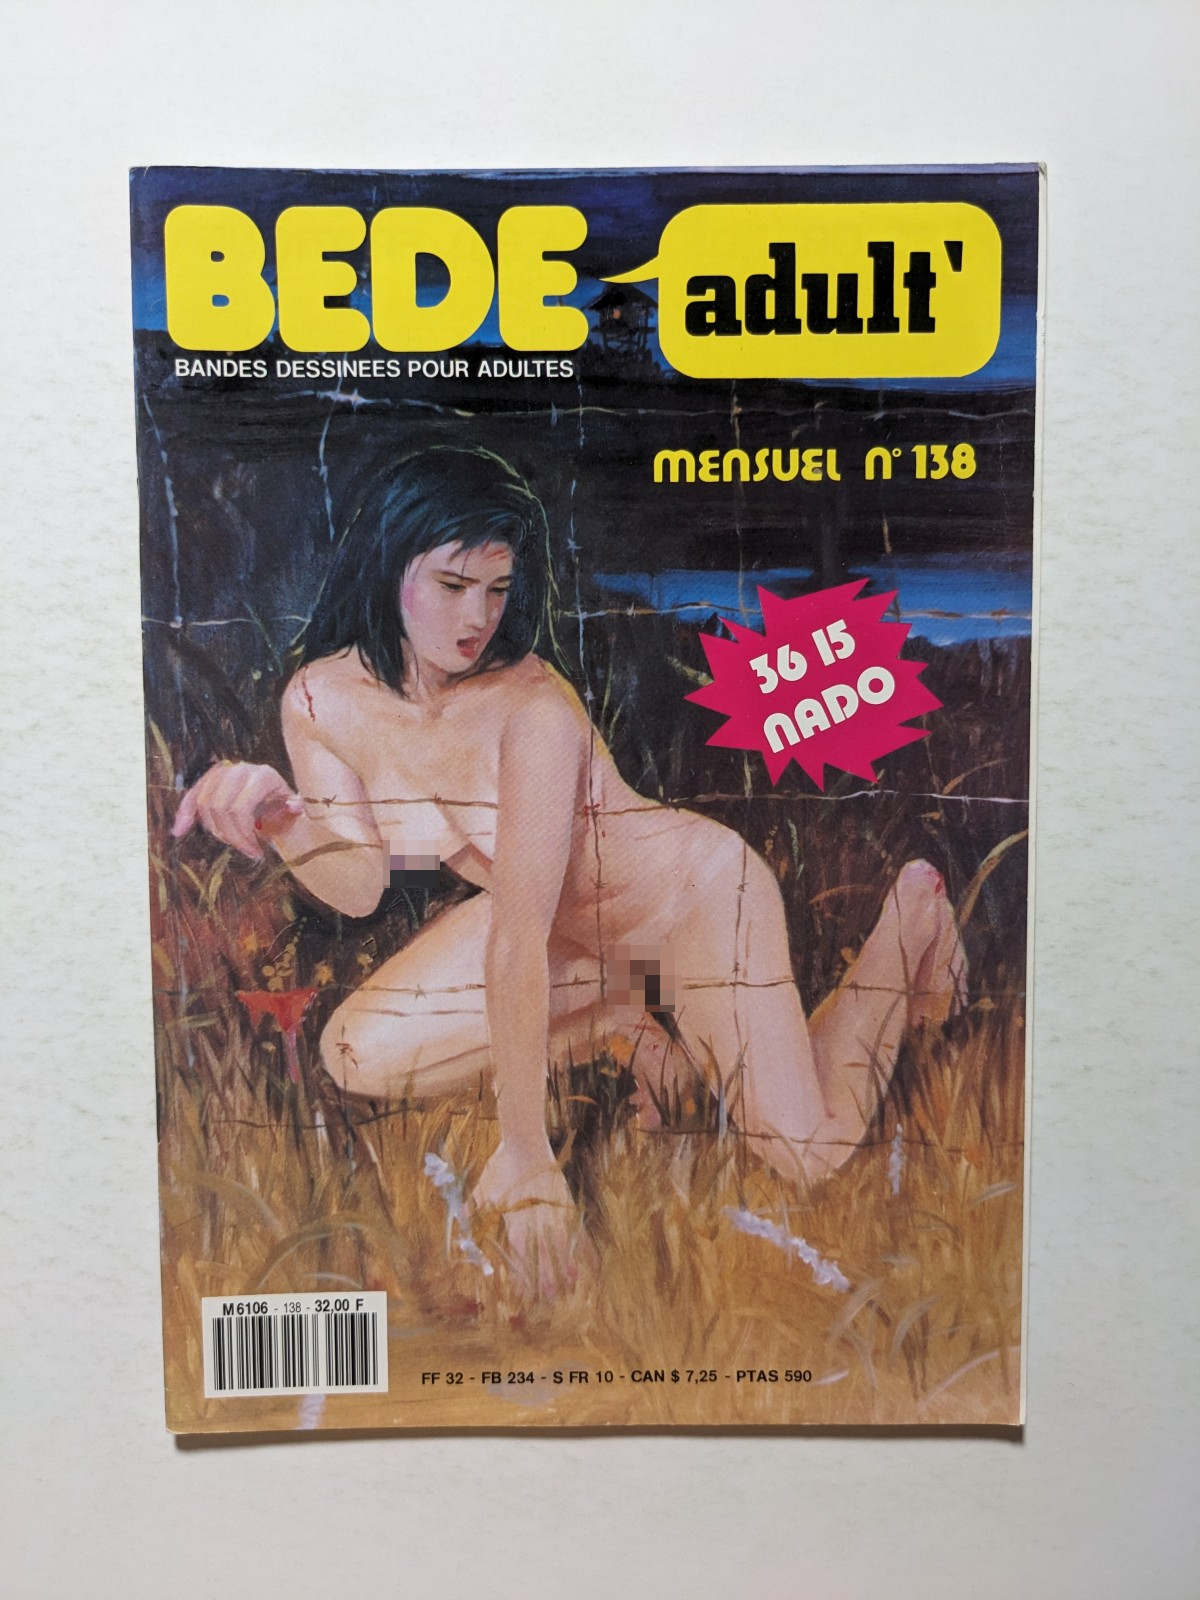 BEDE
adult'
BANDES DESSINEES POUR ADULTES
MENSUEL N° 138
36 15
NADO
M 6106 - 138 - 32,00 F
FF 32 - FB 234 - S FR 10 - CAN $ 7,25 - PTAS 590